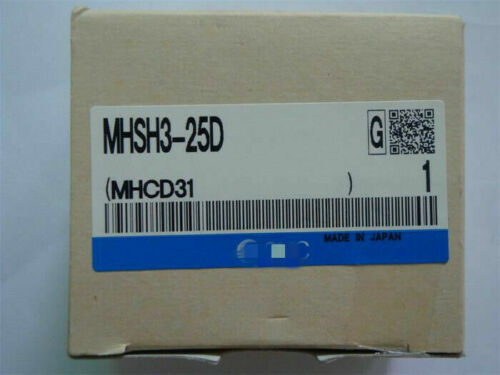 MHSH3-25D
G
(MHCD31 )
1
MADE IN JAPAN